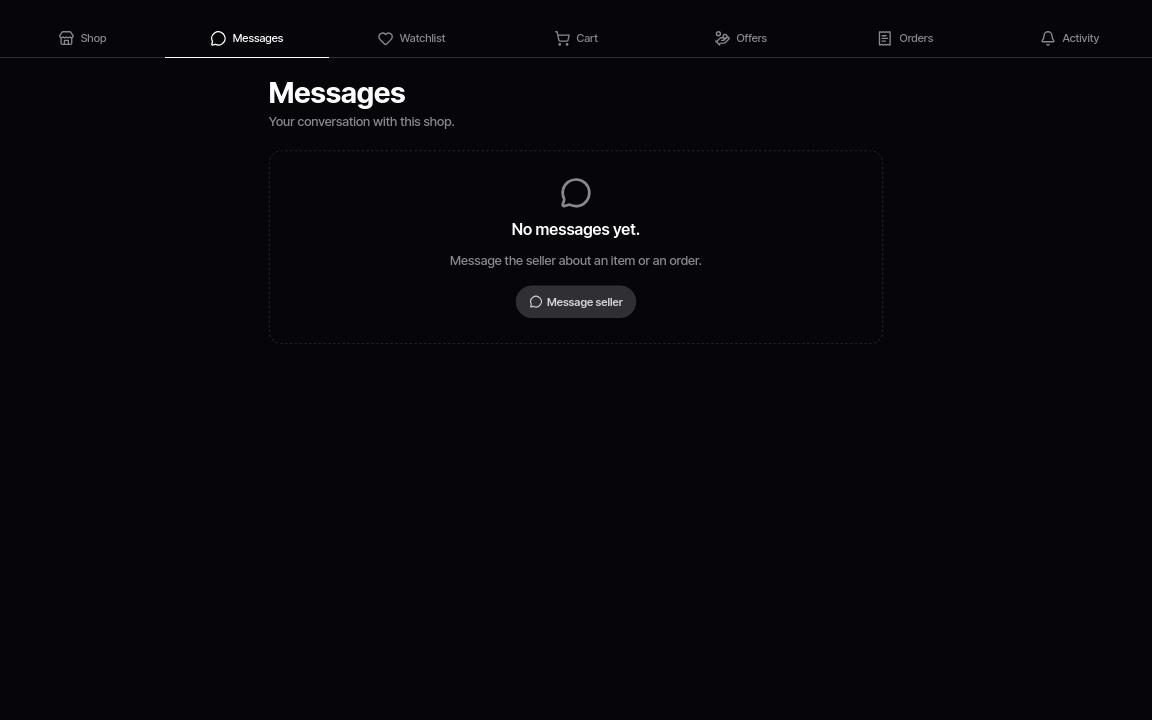 Shop
Messages
Watchlist
Cart
Offers
Orders
Activity
Messages
Your conversation with this shop.
No messages yet.
Message the seller about an item or an order.
Message seller